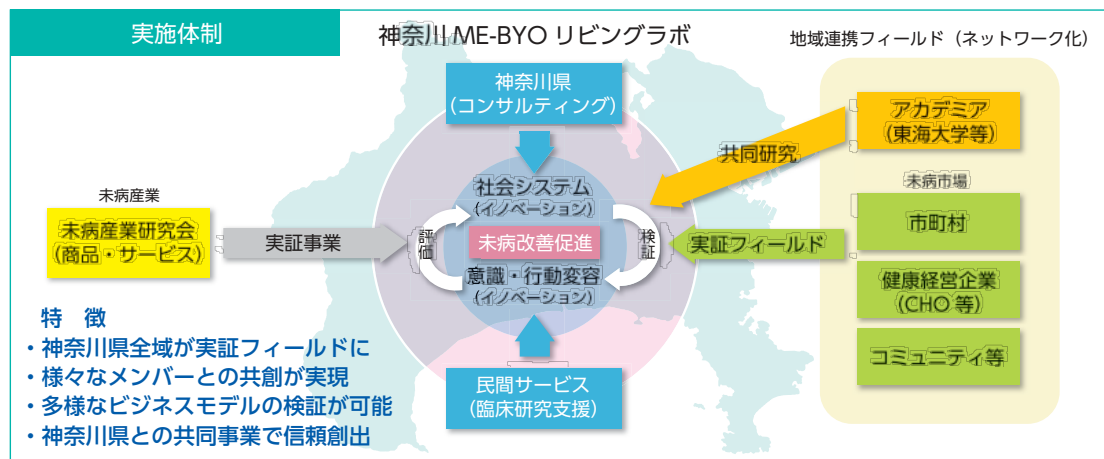 実施体制
神奈川 ME-BYO リビングラボ
地域連携フィールド（ネットワーク化）
神奈川県
（コンサルティング）
アカデミア
（東海大学等）
共同研究
未病市場
社会システム
（イノベーション）
未病産業
未病産業研究会
（商品・サービス）
実証事業
評価
未病改善促進
検証
実証フィールド
市町村
意識・行動変容
（イノベーション）
健康経営企業
（CHO 等）
コミュニティ等
民間サービス
（臨床研究支援）
特　徴
・神奈川県全域が実証フィールドに
・様々なメンバーとの共創が実現
・多様なビジネスモデルの検証が可能
・神奈川県との共同事業で信頼創出